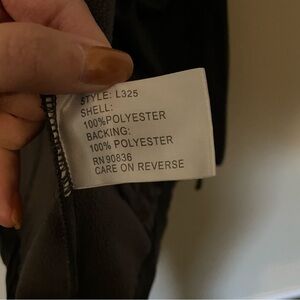 STYLE: L325
SHELL:
100%POLYESTER
BACKING:
100% POLYESTER
RN 90836
CARE ON REVERSE